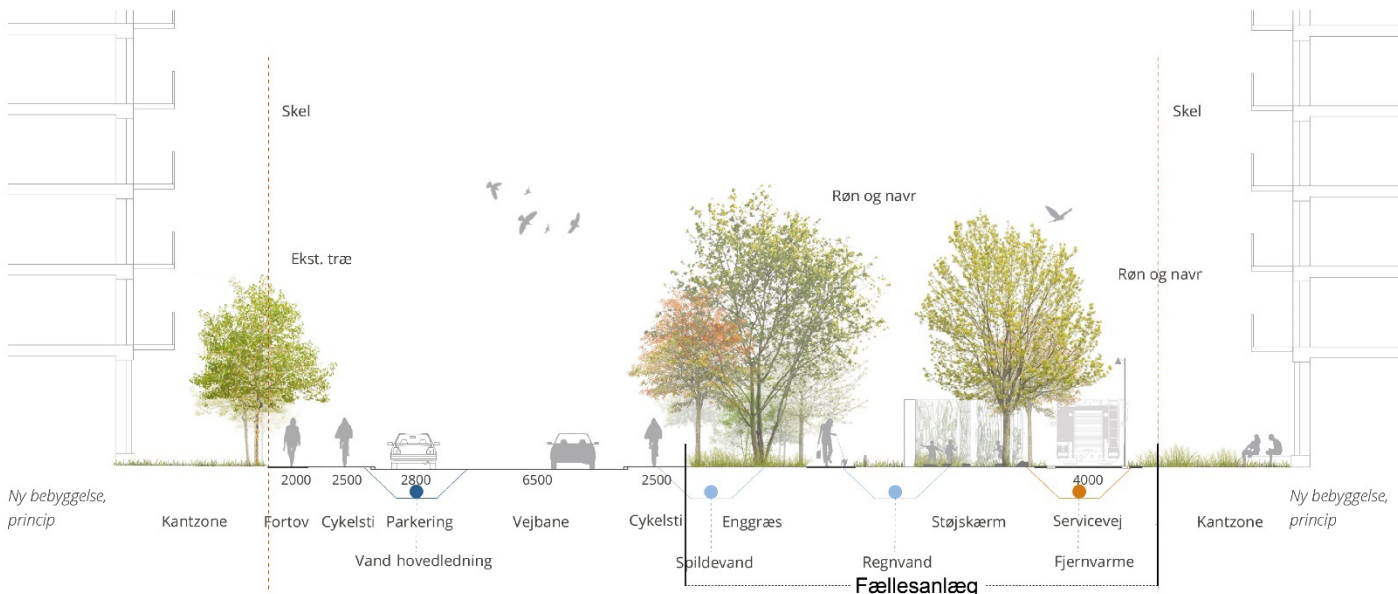 Skel
Skel
Røn og navr
Ekst. træ
Røn og navr
2000
2500
2800
6500
2500
4000
Ny bebyggelse,
princip
Kantzone
Fortov
Cykelsti
Parkering
Vejbane
Cykelsti
Enggræs
Støjskærm
Servicevej
Kantzone
Ny bebyggelse,
princip
Vand hovedledning
Spildevand
Regnvand
Fjernvarme
Fællesanlæg